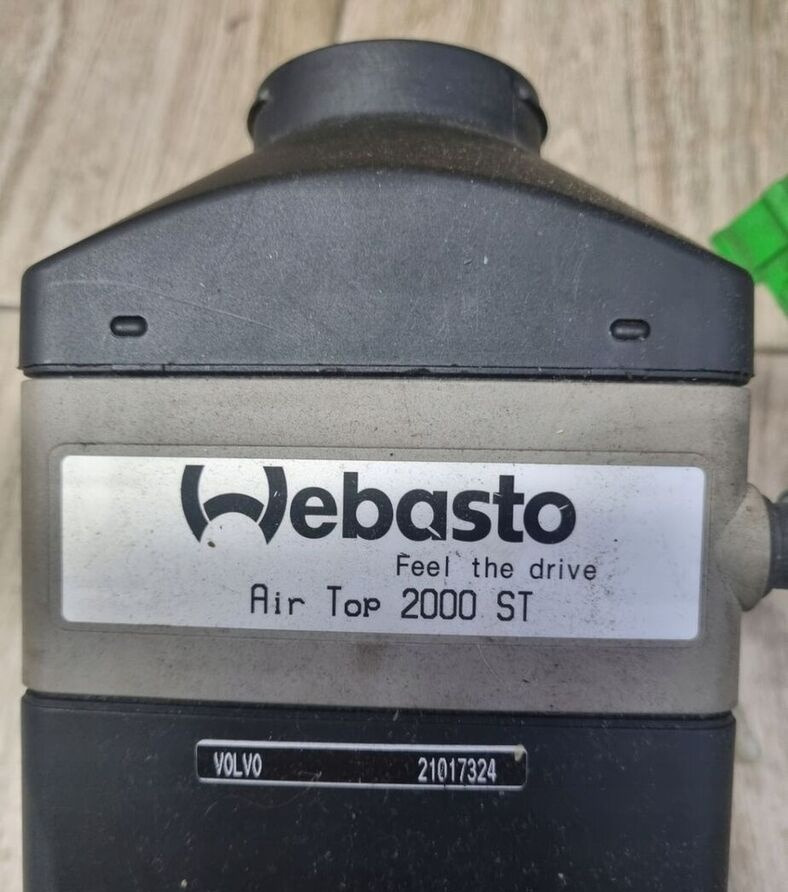 Webasto
Feel the drive
Air Top 2000 ST
VOLVO 21017324